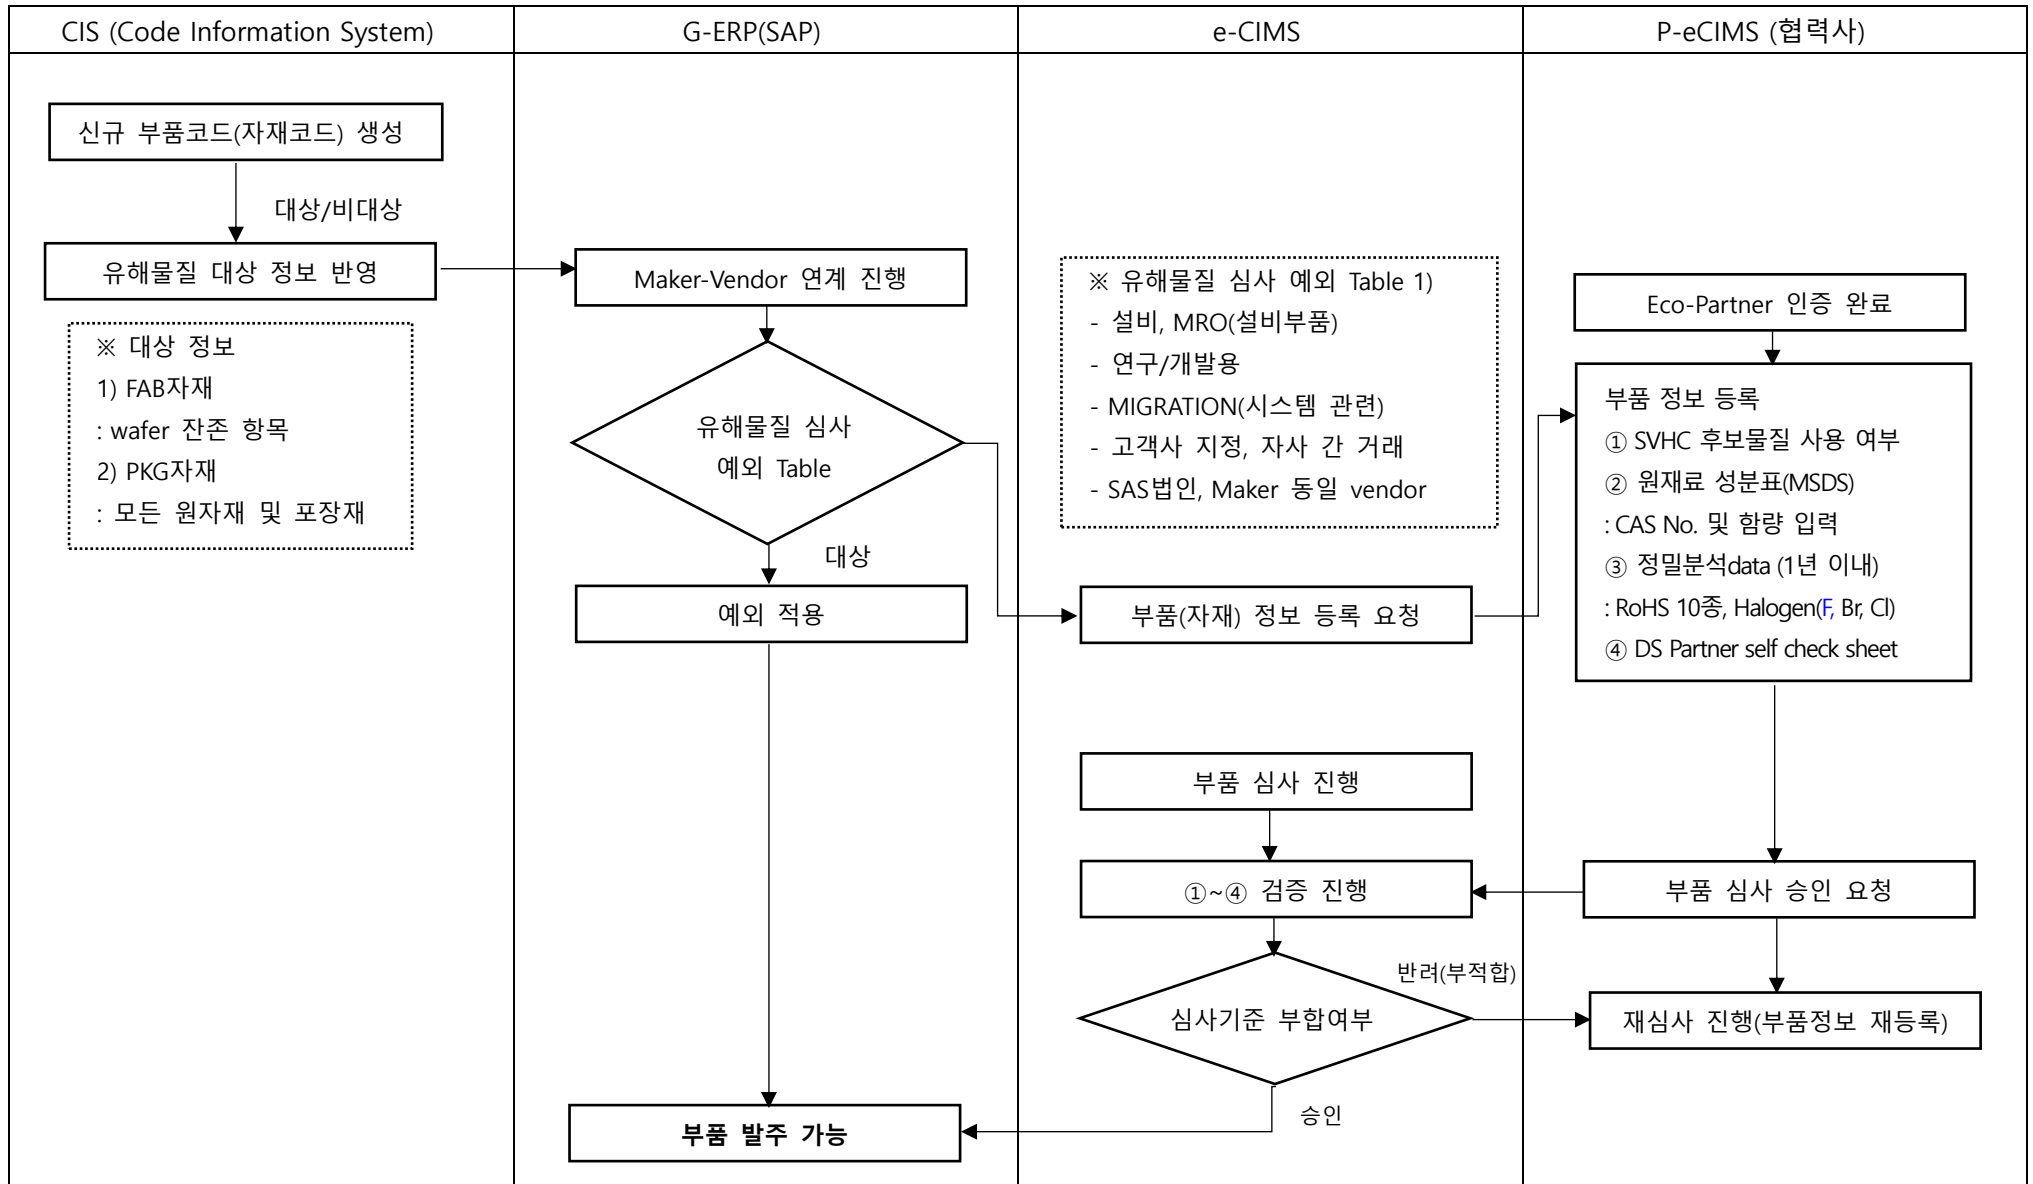 CIS (Code Information System)
G-ERP(SAP)
e-CIMS
P-eCIMS (협력사)
신규 부품코드(자재코드) 생성
대상/비대상
유해물질 대상 정보 반영
※ 대상 정보
1) FAB자재
: wafer 잔존 항목
2) PKG자재
: 모든 원자재 및 포장재
Maker-Vendor 연계 진행
유해물질 심사
예외 Table
대상
예외 적용
부품 발주 가능
※ 유해물질 심사 예외 Table 1)
- 설비, MRO(설비부품)
- 연구/개발용
- MIGRATION(시스템 관련)
- 고객사 지정, 자사 간 거래
- SAS법인, Maker 동일 vendor
부품(자재) 정보 등록 요청
부품 심사 진행
①~④ 검증 진행
심사기준 부합여부
반려(부적합)
승인
Eco-Partner 인증 완료
부품 정보 등록
① SVHC 후보물질 사용 여부
② 원재료 성분표(MSDS)
: CAS No. 및 함량 입력
③ 정밀분석data (1년 이내)
: RoHS 10종, Halogen(F, Br, Cl)
④ DS Partner self check sheet
부품 심사 승인 요청
재심사 진행(부품정보 재등록)